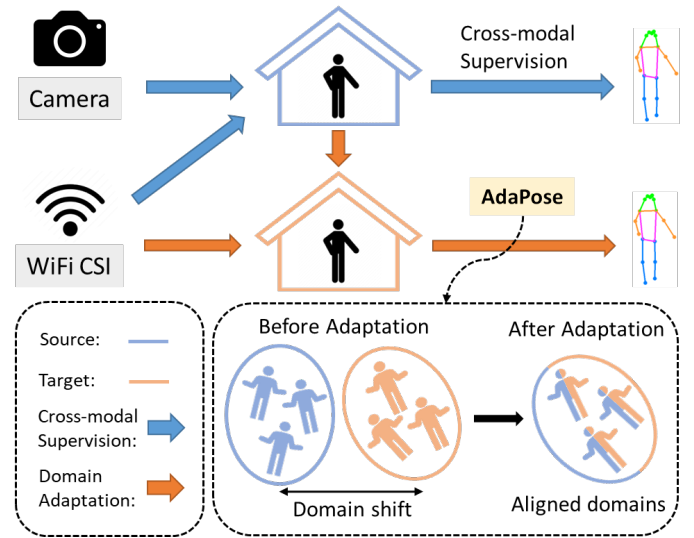 Camera
Cross-modal
Supervision
WiFi CSI
AdaPose
Source:
Target:
Cross-modal
Supervision:
Domain
Adaptation:
Before Adaptation
After Adaptation
Domain shift
Aligned domains